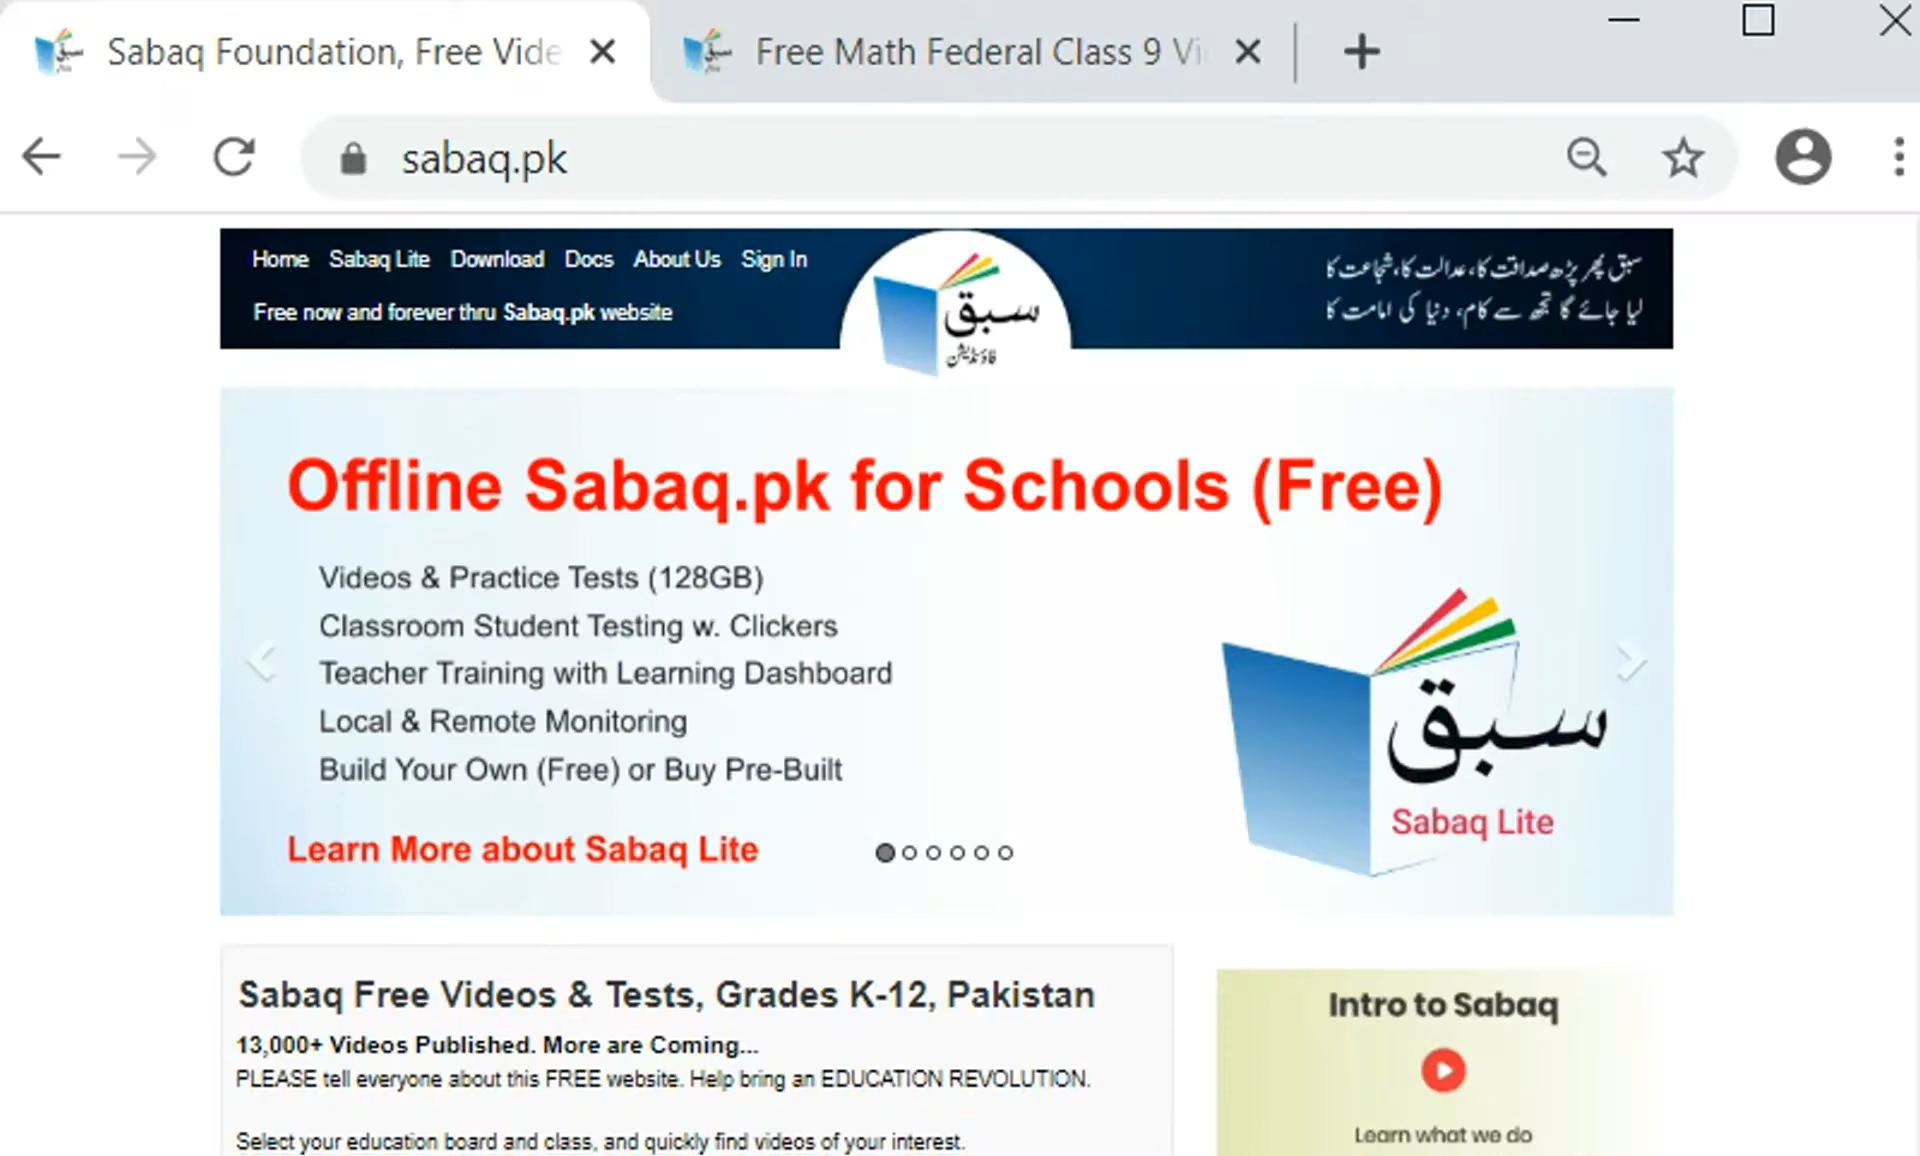 Sabaq Foundation, Free Vide
Free Math Federal Class 9 Vi
sabaq.pk
Home Sabaq Lite Download Docs About Us Sign In
Free now and forever thru Sabaq.pk website
سبق
فاؤنڈیشن
سبق پھر پڑھ صداقت کا، عدالت کا، شجاعت کا
لیا جائے گا تجھ سے کام، دنیا کی امامت کا
Offline Sabaq.pk for Schools (Free)
Videos & Practice Tests (128GB)
Classroom Student Testing w. Clickers
Teacher Training with Learning Dashboard
Local & Remote Monitoring
Build Your Own (Free) or Buy Pre-Built
Learn More about Sabaq Lite
سبق
Sabaq Lite
Sabaq Free Videos & Tests, Grades K-12, Pakistan
13,000+ Videos Published. More are Coming...
PLEASE tell everyone about this FREE website. Help bring an EDUCATION REVOLUTION.
Select your education board and class, and quickly find videos of your interest.
Intro to Sabaq
Learn what we do